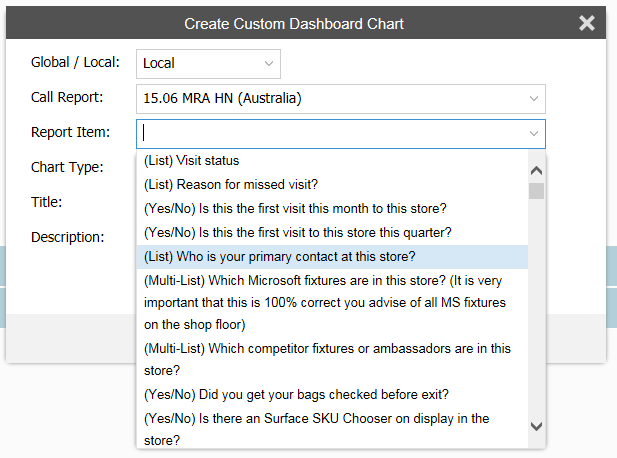 Create Custom Dashboard Chart
Global / Local: Local
Call Report: 15.06 MRA HN (Australia)
Report Item:
(List) Visit status
Chart Type:
(List) Reason for missed visit?
Title:
(Yes/No) Is this the first visit this month to this store?
Description:
(Yes/No) Is this the first visit to this store this quarter?
(List) Who is your primary contact at this store?
(Multi-List) Which Microsoft fixtures are in this store? (It is very
important that this is 100% correct you advise of all MS fixtures
on the shop floor)
(Multi-List) Which competitor fixtures or ambassadors are in this
store?
(Yes/No) Did you get your bags checked before exit?
(Yes/No) Is there an Surface SKU Chooser on display in the
store?